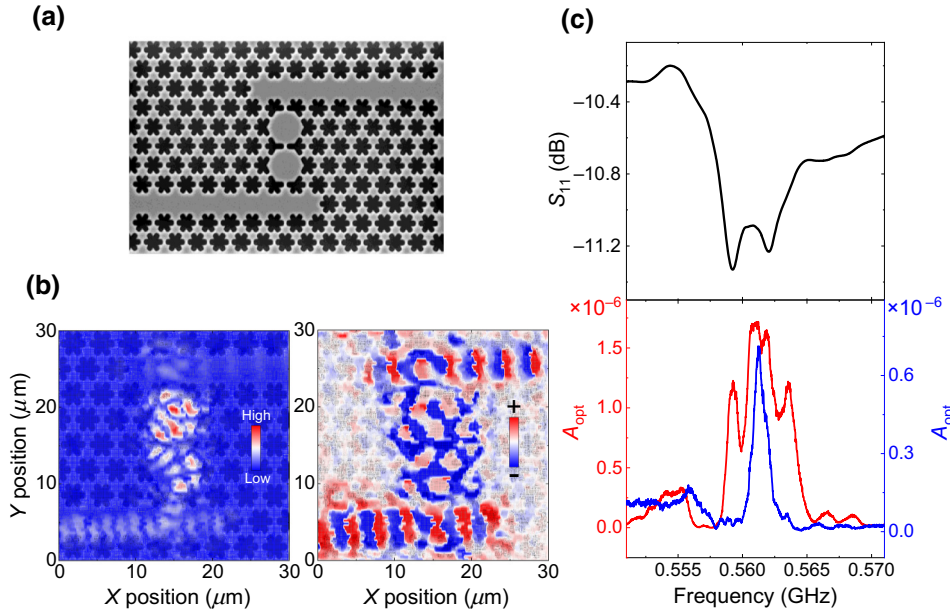 (a)
(b)
30
20
10
0
Y position (μm)
High
Low
0 10 20 30
X position (μm)
30
20
10
0
+
-
0 10 20 30
X position (μm)
(c)
S11 (dB)
−10.4
−10.8
−11.2
×10−6
1.5
1.0
0.5
0.0
Aopt
×10−6
0.6
0.3
0.0
Aopt
0.555 0.560 0.565 0.570
Frequency (GHz)